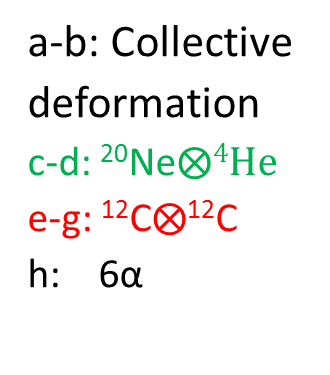 a-b: Collective
deformation
c-d: ²⁰Ne⊗⁴He
e-g: ¹²C⊗¹²C
h: 6α